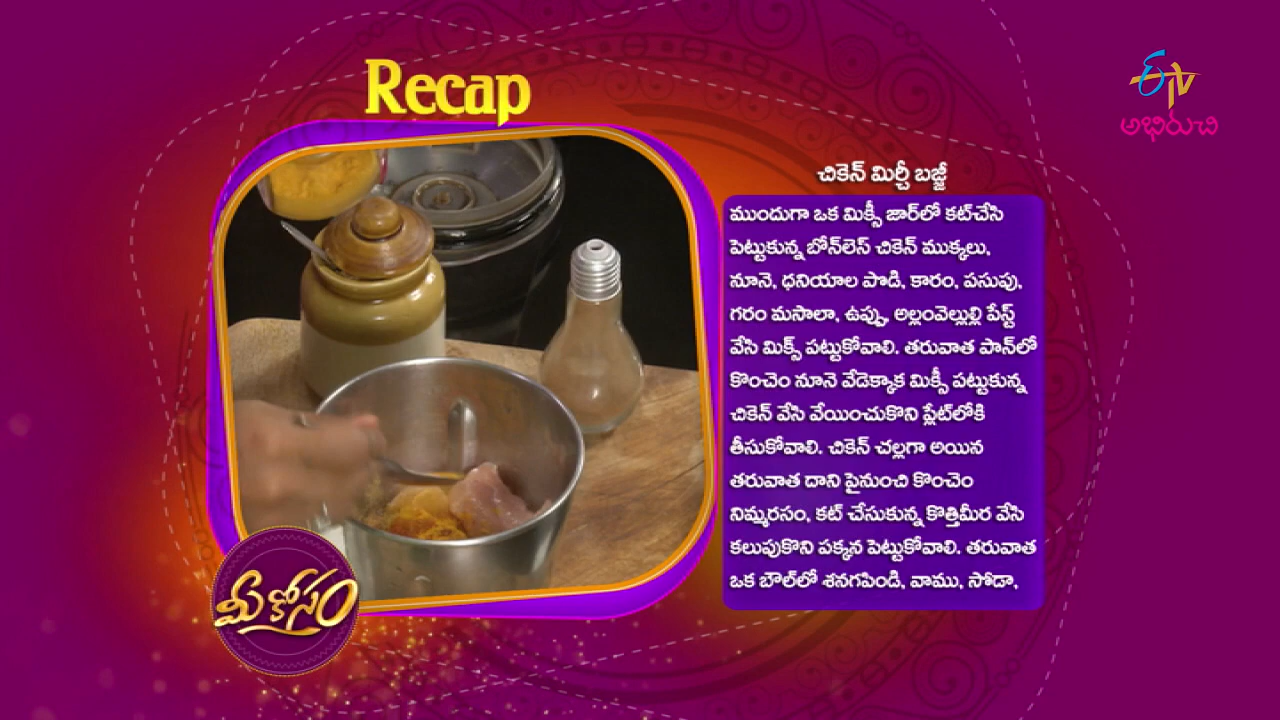 Recap
ETV
అభిరుచి
చికెన్ మిర్చీ బజ్జీ
ముందుగా ఒక మిక్సీ జార్‌లో కట్‌చేసి
పెట్టుకున్న బోన్‌లెస్ చికెన్ ముక్కలు,
నూనె, ధనియాల పొడి, కారం, పసుపు,
గరం మసాలా, ఉప్పు, అల్లంవెల్లుల్లి పేస్ట్
వేసి మిక్స్ పట్టుకోవాలి. తరువాత పాన్‌లో
కొంచెం నూనె వేడెక్కాక మిక్సీ పట్టుకున్న
చికెన్ వేసి వేయించుకొని ప్లేట్‌లోకి
తీసుకోవాలి. చికెన్ చల్లగా అయిన
తరువాత దాని పైనుంచి కొంచెం
నిమ్మరసం, కట్ చేసుకున్న కొత్తిమీర వేసి
కలుపుకొని పక్కన పెట్టుకోవాలి. తరువాత
ఒక బౌల్‌లో శనగపిండి, వాము, సోడా,
మీ కోసం